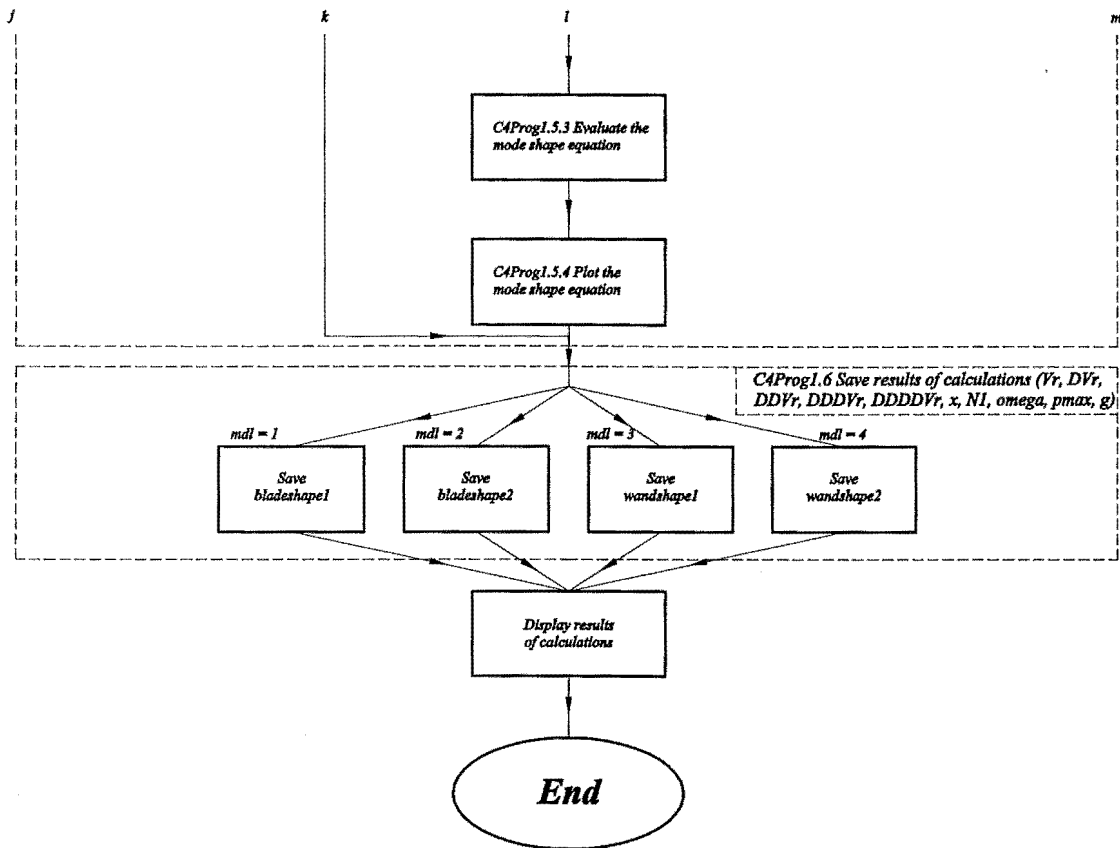 j k l m
C4Prog1.5.3 Evaluate the
mode shape equation
C4Prog1.5.4 Plot the
mode shape equation
C4Prog1.6 Save results of calculations (Vr, DVr,
DDVr, DDDVr, DDDDVr, x, N1, omega, pmax, g)
mdl = 1 mdl = 2 mdl = 3 mdl = 4
Save
bladeshape1
Save
bladeshape2
Save
wandshape1
Save
wandshape2
Display results
of calculations
End